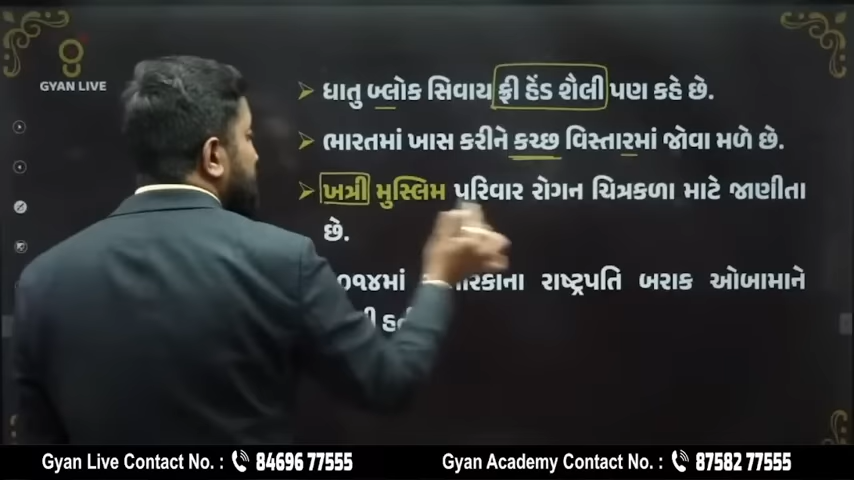 GYAN LIVE
ધાતુ બ્લોક સિવાય ફ્રી હેંડ શૈલી પણ કહે છે.
ભારતમાં ખાસ કરીને કચ્છ વિસ્તારમાં જોવા મળે છે.
ખત્રી મુસ્લિમ પરિવાર રોગન ચિત્રકળા માટે જાણીતા
છે.
રાષ્ટ્રપતિ બરાક ઓબામાને
Gyan Live Contact No. : 84696 77555
Gyan Academy Contact No. : 87582 77555